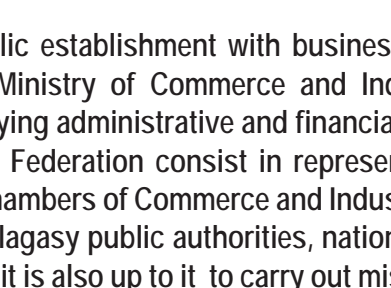 lic establishment with busines
Ministry of Commerce and Ind
ying administrative and financia
Federation consist in represen
hambers of Commerce and Indus
lagasy public authorities, nation
it is also up to it to carry out mis